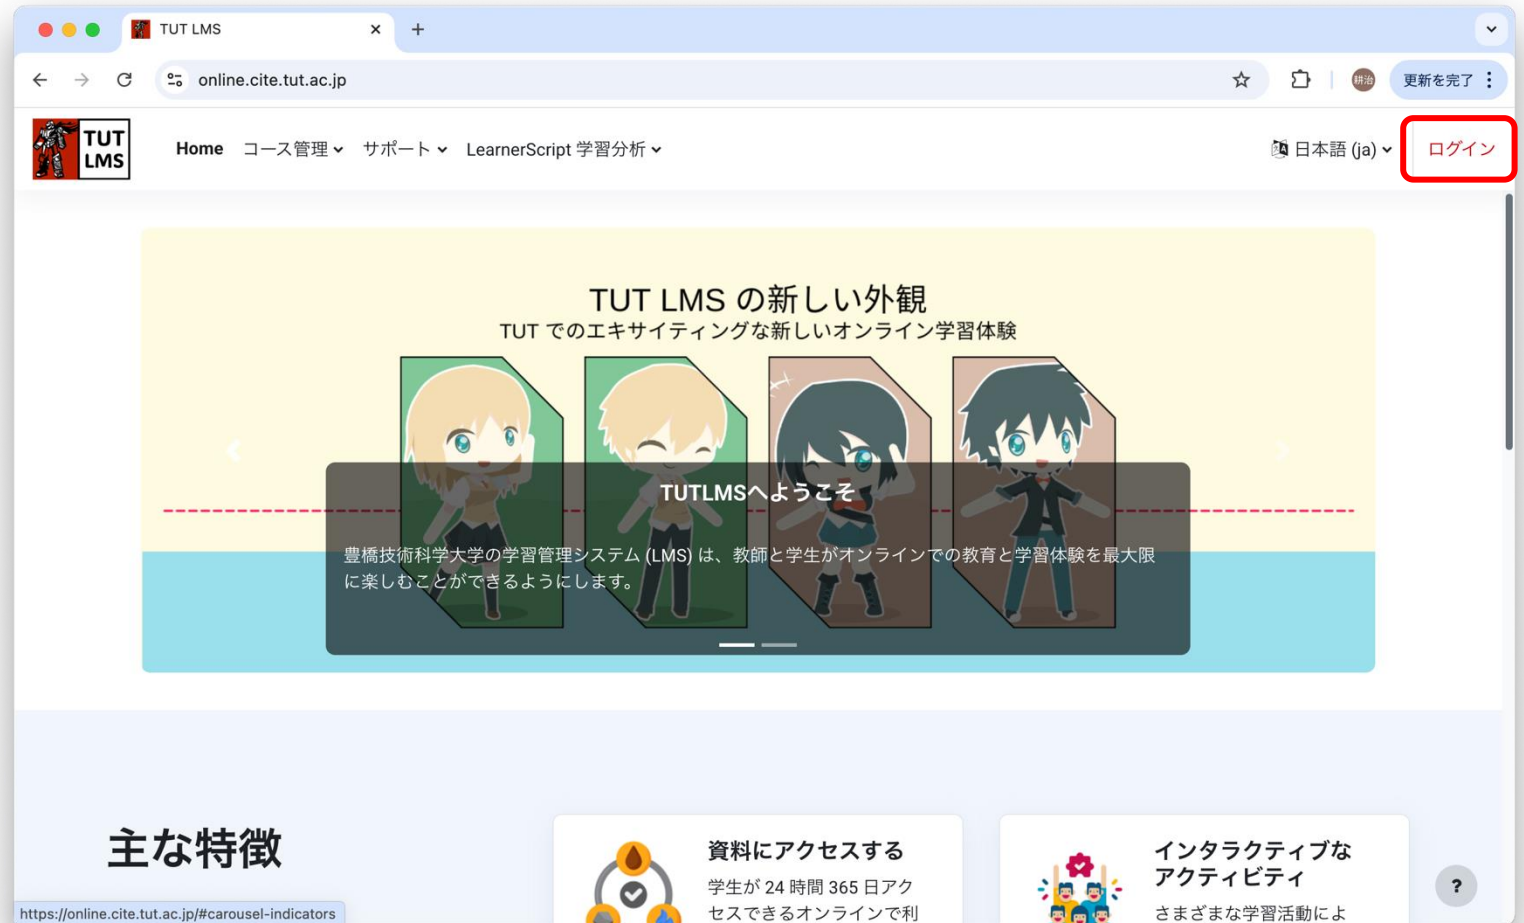 TUT LMS
online.cite.tut.ac.jp
耕治
更新を完了
TUT
LMS
Home コース管理 サポート LearnerScript 学習分析
日本語 (ja)
ログイン
TUT LMS の新しい外観
TUT でのエキサイティングな新しいオンライン学習体験
TUTLMSへようこそ
豊橋技術科学大学の学習管理システム (LMS) は、教師と学生がオンラインでの教育と学習体験を最大限
に楽しむことができるようにします。
主な特徴
資料にアクセスする
学生が 24 時間 365 日アク
セスできるオンラインで利
インタラクティブな
アクティビティ
さまざまな学習活動によ
?
https://online.cite.tut.ac.jp/#carousel-indicators